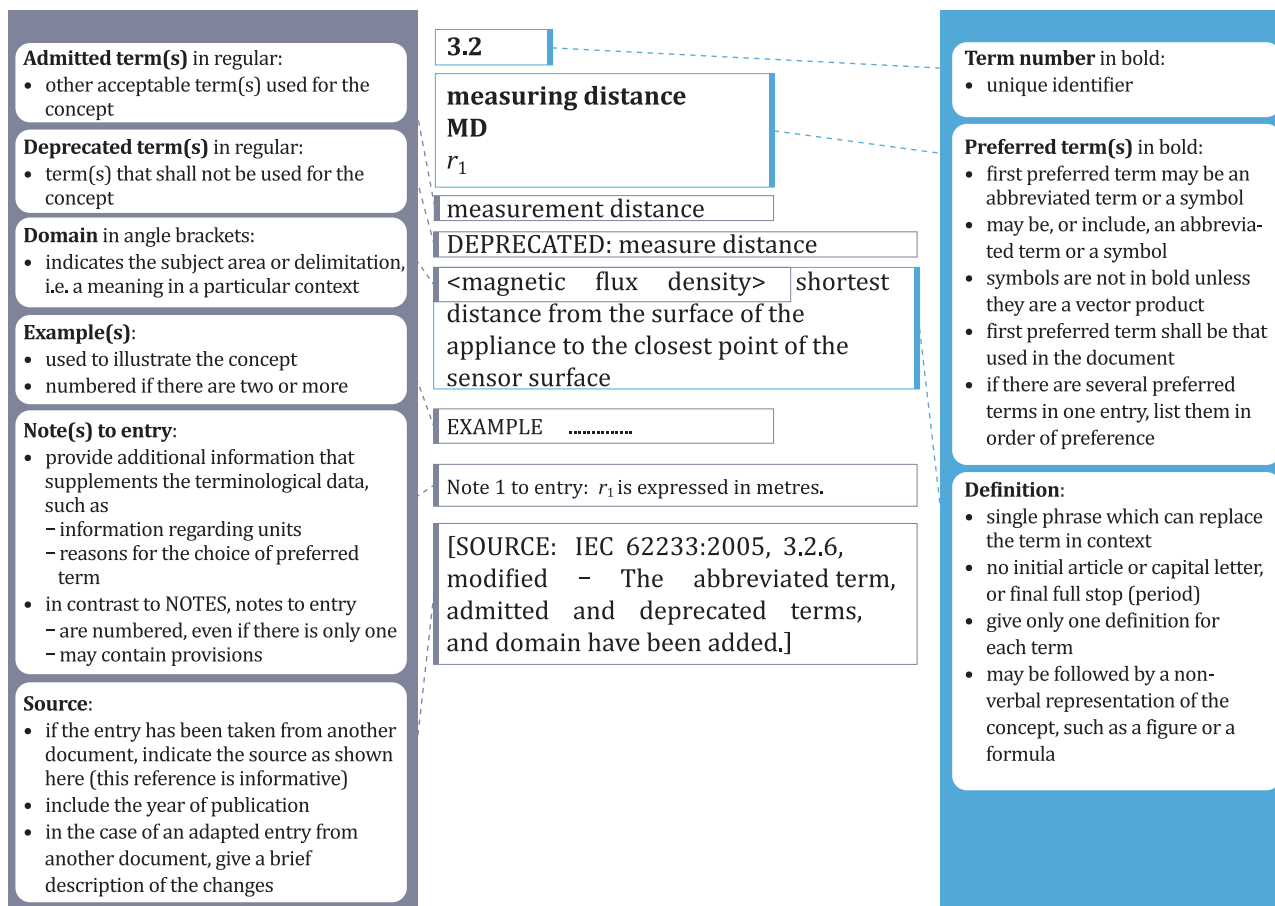 Admitted term(s) in regular:
• other acceptable term(s) used for the
concept
Deprecated term(s) in regular:
• term(s) that shall not be used for the
concept
Domain in angle brackets:
• indicates the subject area or delimitation,
i.e. a meaning in a particular context
Example(s):
• used to illustrate the concept
• numbered if there are two or more
Note(s) to entry:
• provide additional information that
supplements the terminological data,
such as
– information regarding units
– reasons for the choice of preferred
term
• in contrast to NOTES, notes to entry
– are numbered, even if there is only one
– may contain provisions
Source:
• if the entry has been taken from another
document, indicate the source as shown
here (this reference is informative)
• include the year of publication
• in the case of an adapted entry from
another document, give a brief
description of the changes
3.2
measuring distance
MD
r1
measurement distance
DEPRECATED: measure distance
<magnetic flux density> shortest
distance from the surface of the
appliance to the closest point of the
sensor surface
EXAMPLE .............
Note 1 to entry: r1 is expressed in metres.
[SOURCE: IEC 62233:2005, 3.2.6,
modified – The abbreviated term,
admitted and deprecated terms,
and domain have been added.]
Term number in bold:
• unique identifier
Preferred term(s) in bold:
• first preferred term may be an
abbreviated term or a symbol
• may be, or include, an abbrevia-
ted term or a symbol
• symbols are not in bold unless
they are a vector product
• first preferred term shall be that
used in the document
• if there are several preferred
terms in one entry, list them in
order of preference
Definition:
• single phrase which can replace
the term in context
• no initial article or capital letter,
or final full stop (period)
• give only one definition for
each term
• may be followed by a non-
verbal representation of the
concept, such as a figure or a
formula